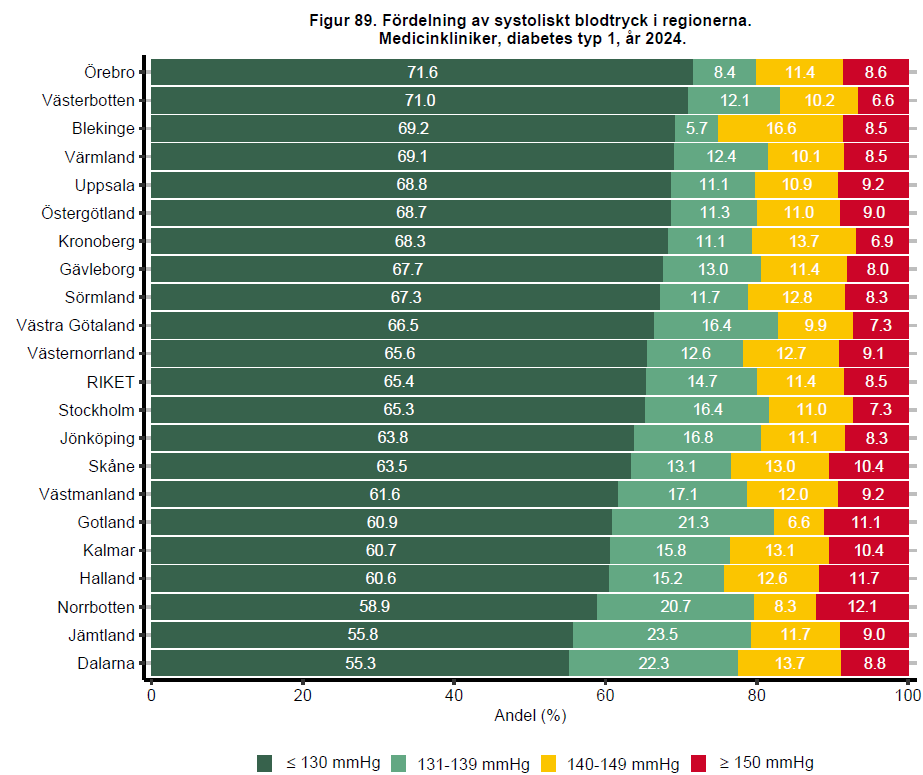 Figur 89. Fördelning av systoliskt blodtryck i regionerna.
Medicinkliniker, diabetes typ 1, år 2024.
Örebro 71.6 8.4 11.4 8.6
Västerbotten 71.0 12.1 10.2 6.6
Blekinge 69.2 5.7 16.6 8.5
Värmland 69.1 12.4 10.1 8.5
Uppsala 68.8 11.1 10.9 9.2
Östergötland 68.7 11.3 11.0 9.0
Kronoberg 68.3 11.1 13.7 6.9
Gävleborg 67.7 13.0 11.4 8.0
Sörmland 67.3 11.7 12.8 8.3
Västra Götaland 66.5 16.4 9.9 7.3
Västernorrland 65.6 12.6 12.7 9.1
RIKET 65.4 14.7 11.4 8.5
Stockholm 65.3 16.4 11.0 7.3
Jönköping 63.8 16.8 11.1 8.3
Skåne 63.5 13.1 13.0 10.4
Västmanland 61.6 17.1 12.0 9.2
Gotland 60.9 21.3 6.6 11.1
Kalmar 60.7 15.8 13.1 10.4
Halland 60.6 15.2 12.6 11.7
Norrbotten 58.9 20.7 8.3 12.1
Jämtland 55.8 23.5 11.7 9.0
Dalarna 55.3 22.3 13.7 8.8
0 20 40 60 80 100
Andel (%)
≤ 130 mmHg 131-139 mmHg 140-149 mmHg ≥ 150 mmHg